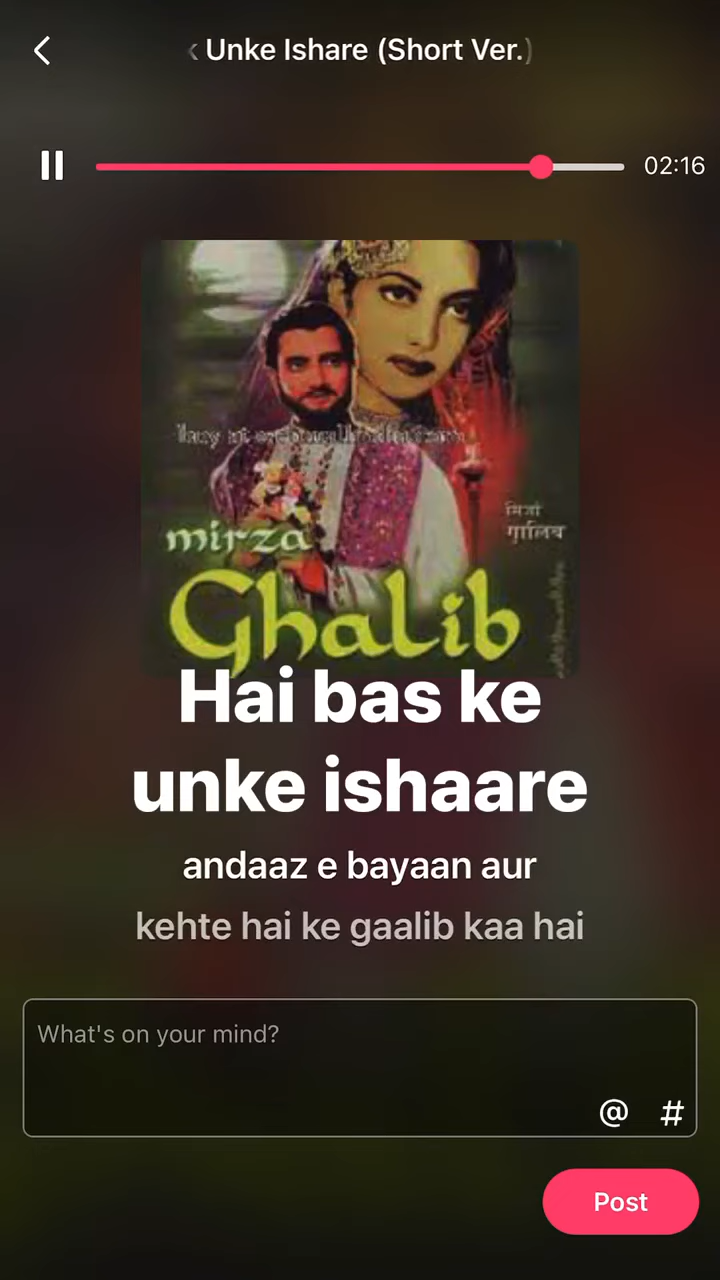 ‹ Unke Ishare (Short Ver.)
02:16
mirza
मिर्ज़ा
ग़ालिब
Ghalib
Hai bas ke
unke ishaare
andaaz e bayaan aur
kehte hai ke gaalib kaa hai
What's on your mind?
@ #
Post